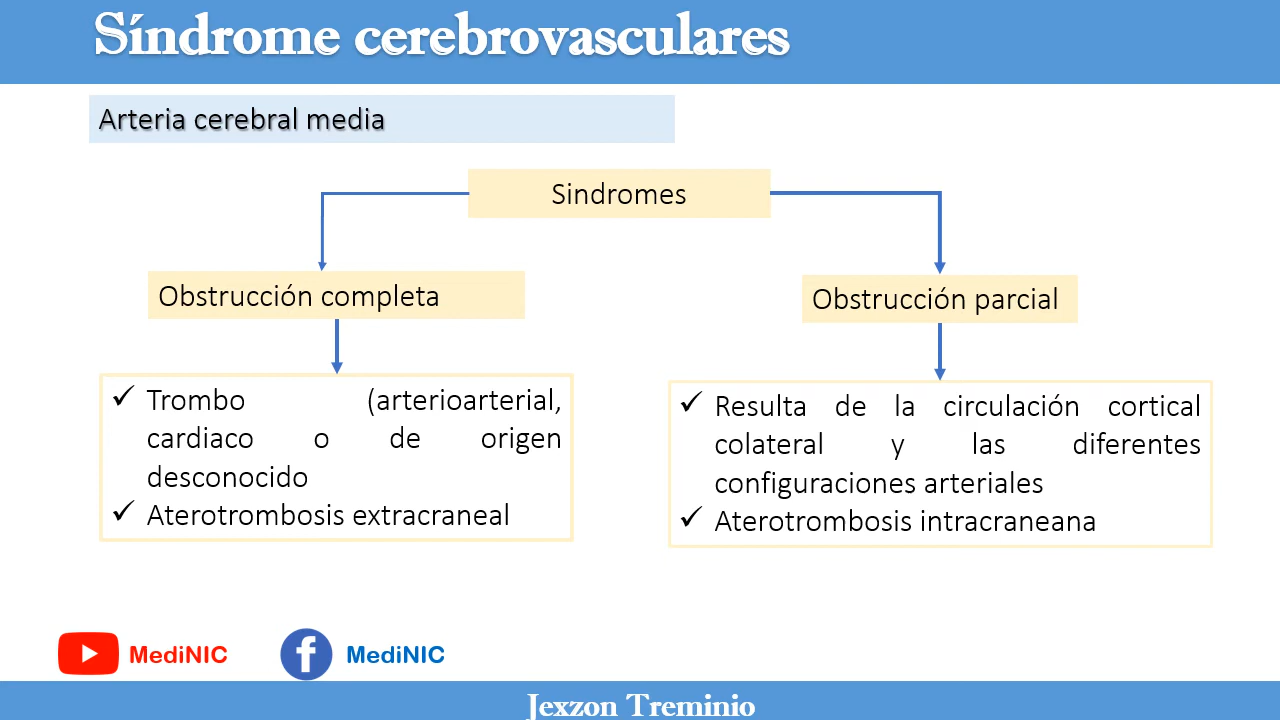 Síndrome cerebrovasculares
Arteria cerebral media
Sindromes
Obstrucción completa
Obstrucción parcial
✓ Trombo (arterioarterial,
cardiaco o de origen
desconocido
✓ Aterotrombosis extracraneal
✓ Resulta de la circulación cortical
colateral y las diferentes
configuraciones arteriales
✓ Aterotrombosis intracraneana
MediNIC
f MediNIC
Jexzon Treminio